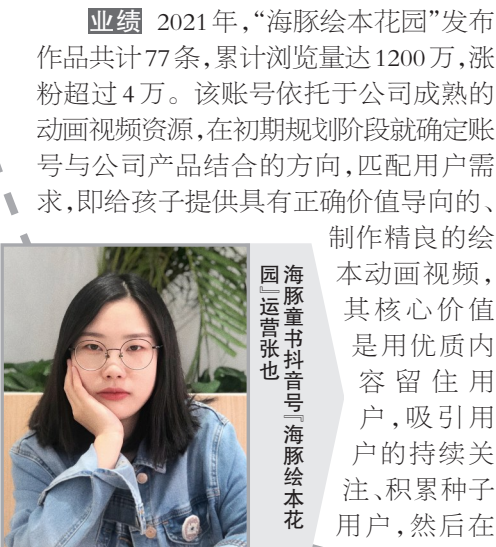 业绩 2021年，“海豚绘本花园”发布
作品共计77条，累计浏览量达1200万，涨
粉超过4万。该账号依托于公司成熟的
动画视频资源，在初期规划阶段就确定账
号与公司产品结合的方向，匹配用户需
求，即给孩子提供具有正确价值导向的、
制作精良的绘
本动画视频，
其核心价值
是用优质内
容留住用
户，吸引用
户的持续关
注、积累种子
用户，然后在
海豚童书抖音号『海豚绘本花
园』运营张也